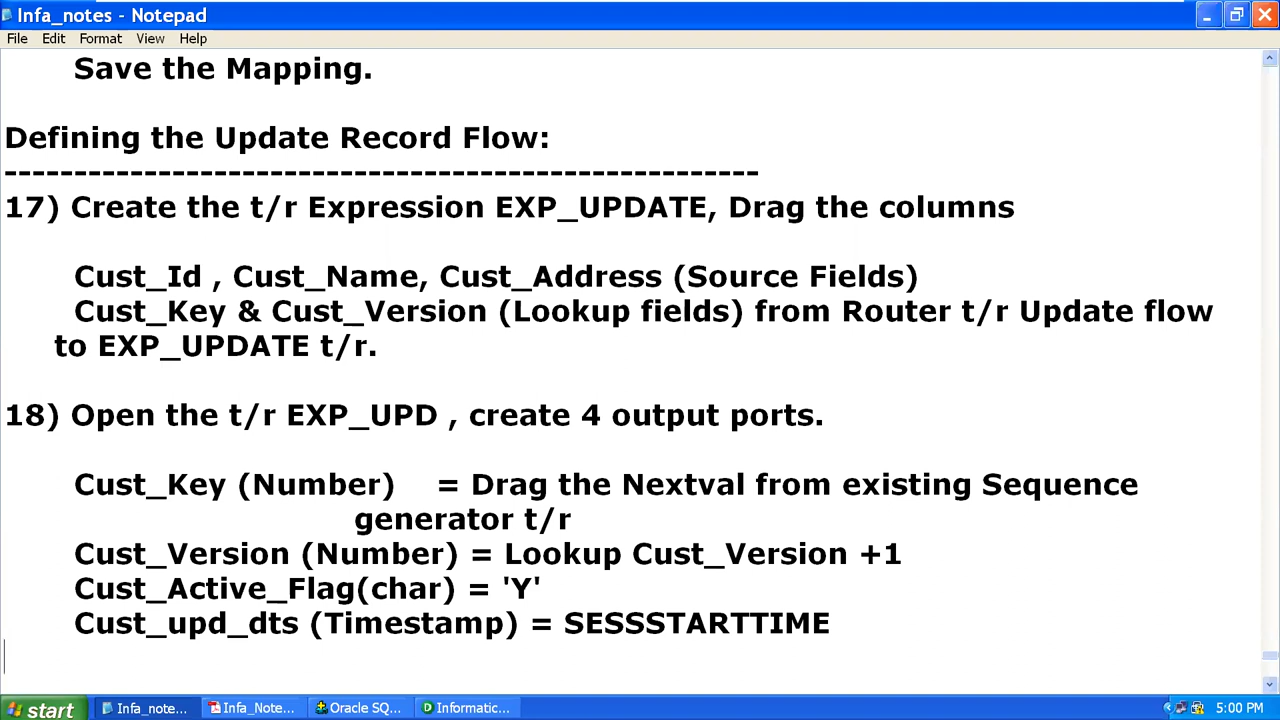 Infa_notes - Notepad
File Edit Format View Help
Save the Mapping.
Defining the Update Record Flow:
------------------------------------------------------
17) Create the t/r Expression EXP_UPDATE, Drag the columns
Cust_Id , Cust_Name, Cust_Address (Source Fields)
Cust_Key & Cust_Version (Lookup fields) from Router t/r Update flow
to EXP_UPDATE t/r.
18) Open the t/r EXP_UPD , create 4 output ports.
Cust_Key (Number) = Drag the Nextval from existing Sequence
generator t/r
Cust_Version (Number) = Lookup Cust_Version +1
Cust_Active_Flag(char) = 'Y'
Cust_upd_dts (Timestamp) = SESSSTARTTIME
start Infa_note... Infa_Note... Oracle SQ... Informatic... 5:00 PM